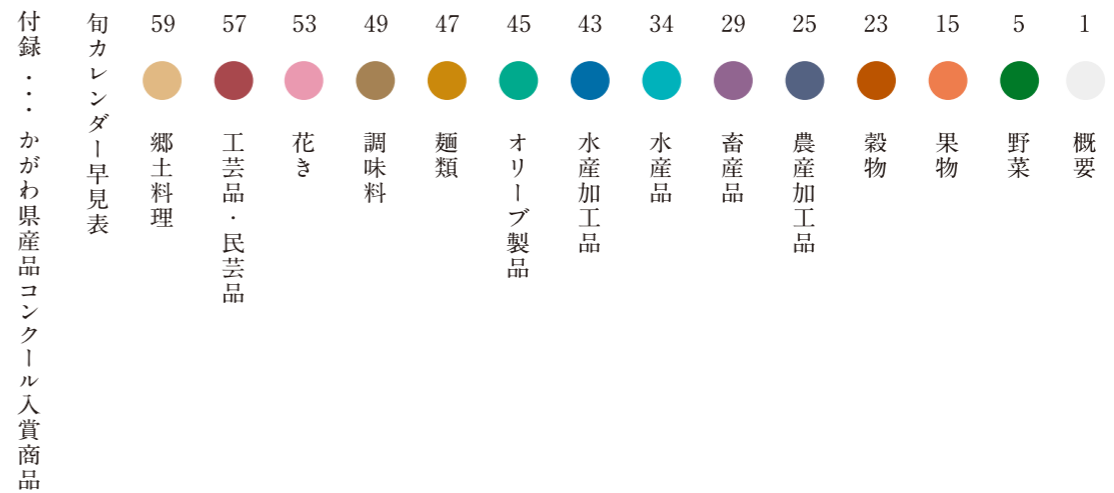 1 概要
5 野菜
15 果物
23 穀物
25 農産加工品
29 畜産品
34 水産品
43 水産加工品
45 オリーブ製品
47 麺類
49 調味料
53 花き
57 工芸品・民芸品
59 郷土料理
旬カレンダー早見表
付録・・・かがわ県産品コンクール入賞商品